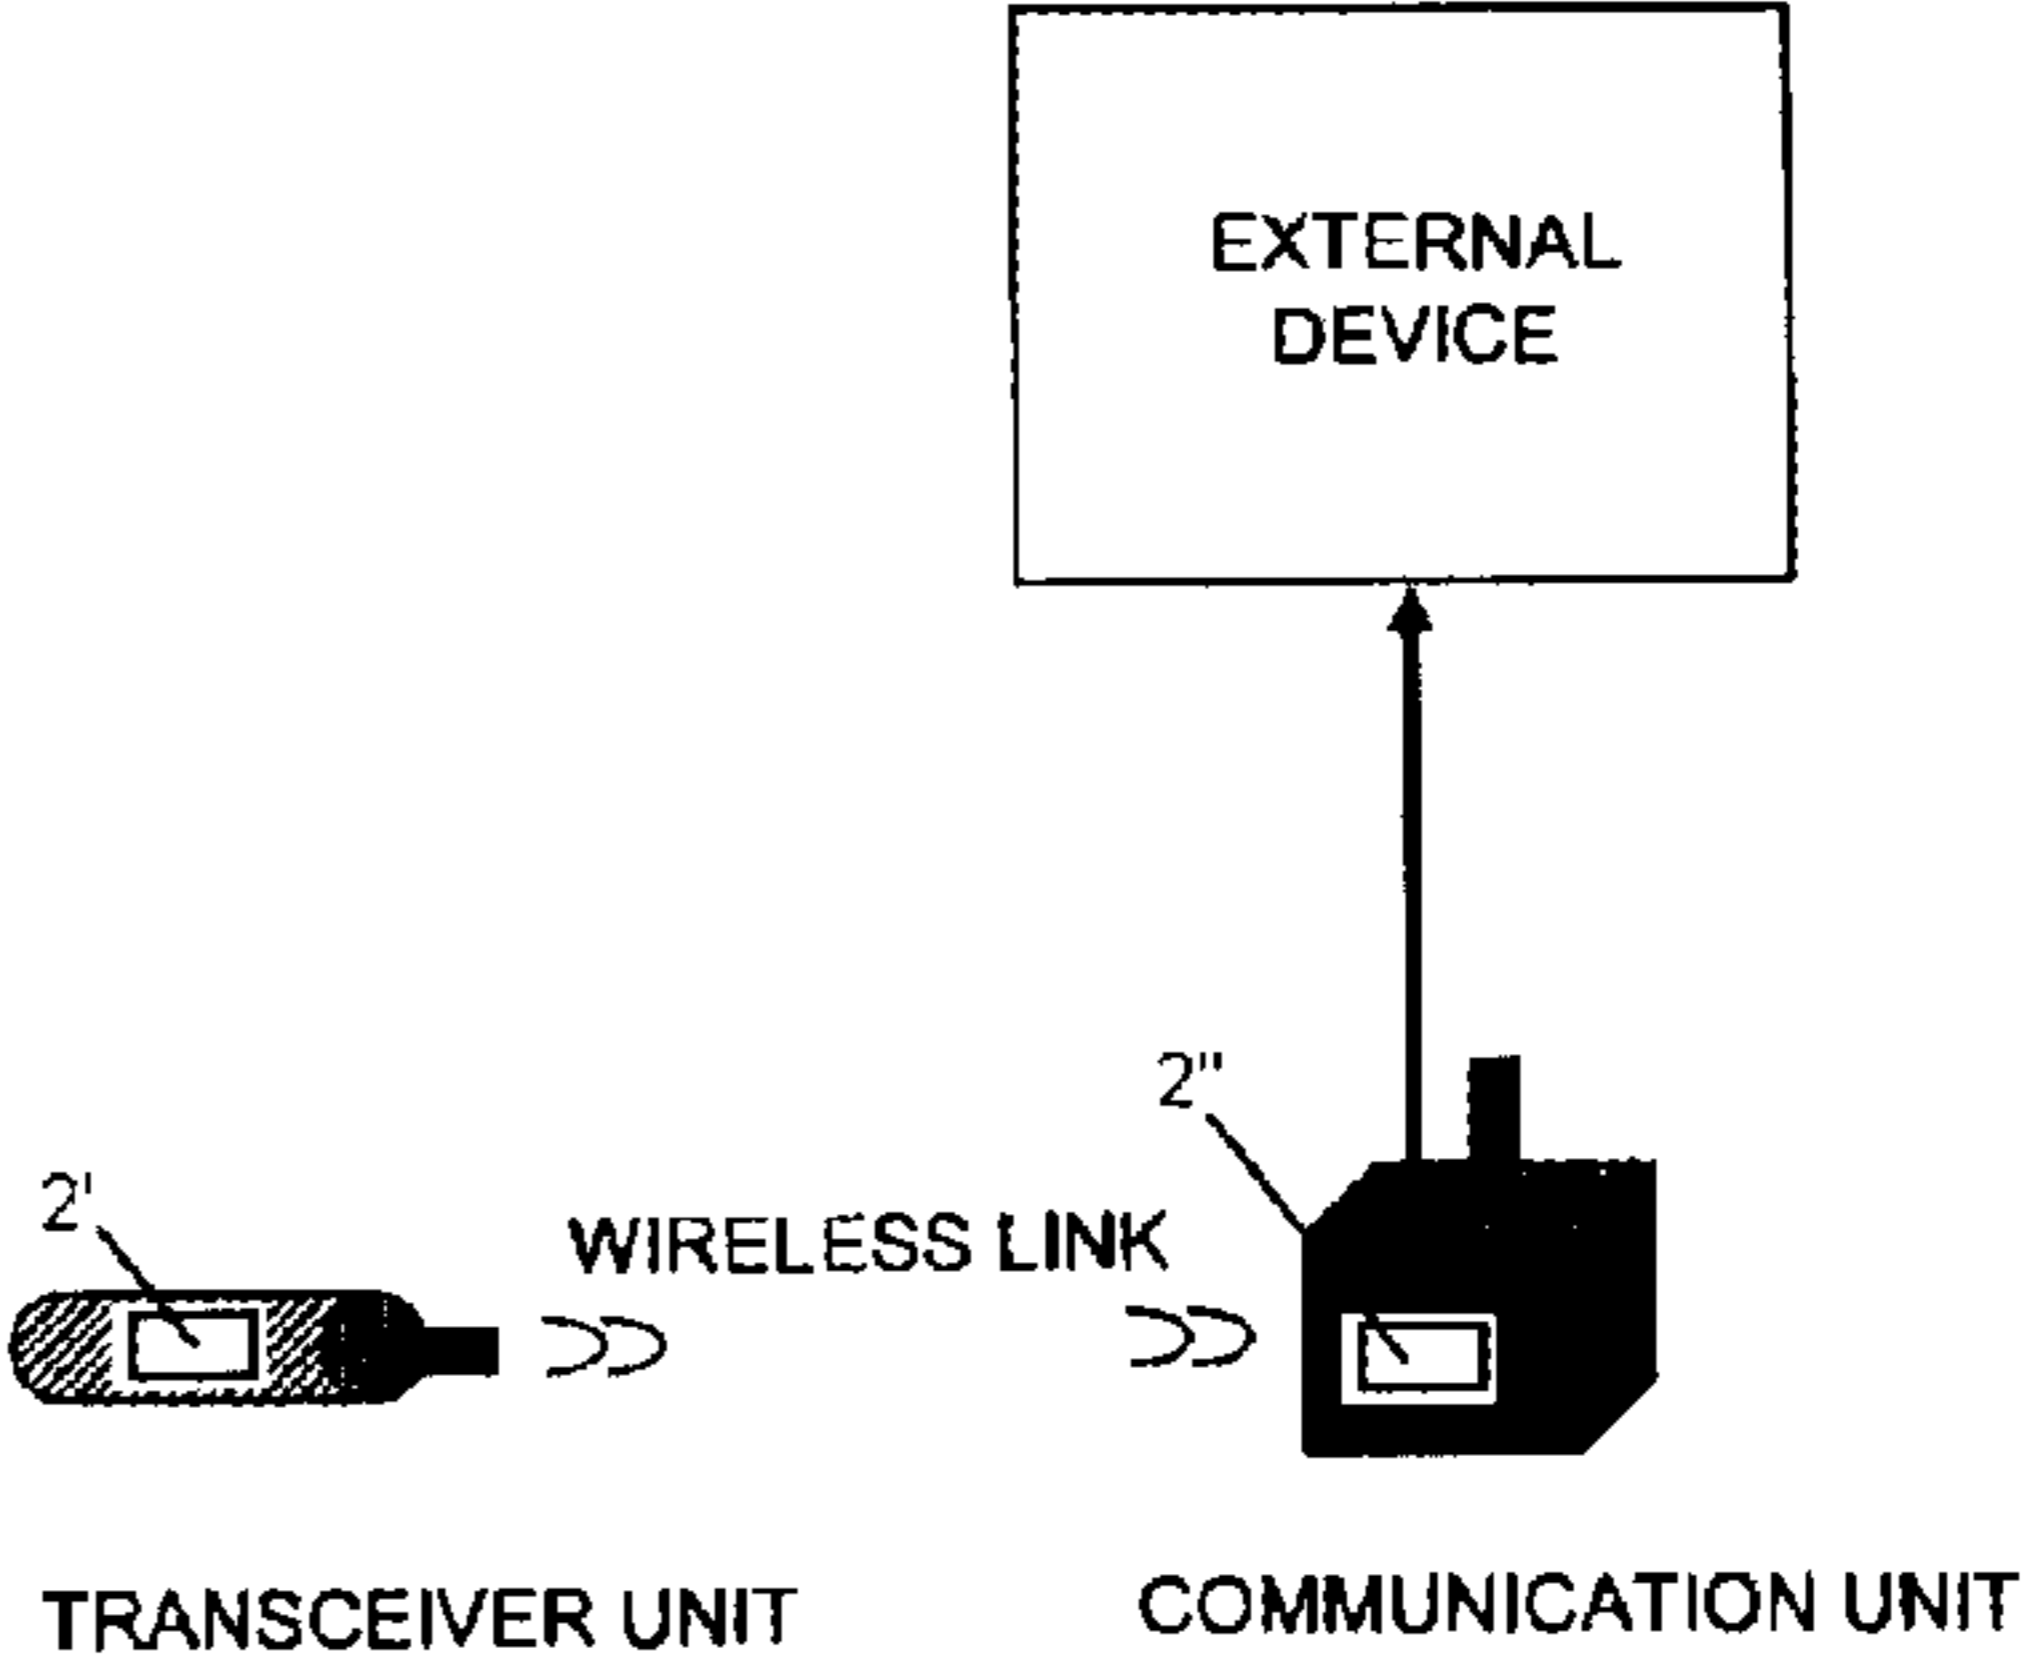 EXTERNAL
DEVICE
2"
2'
WIRELESS LINK
TRANSCEIVER UNIT
COMMUNICATION UNIT